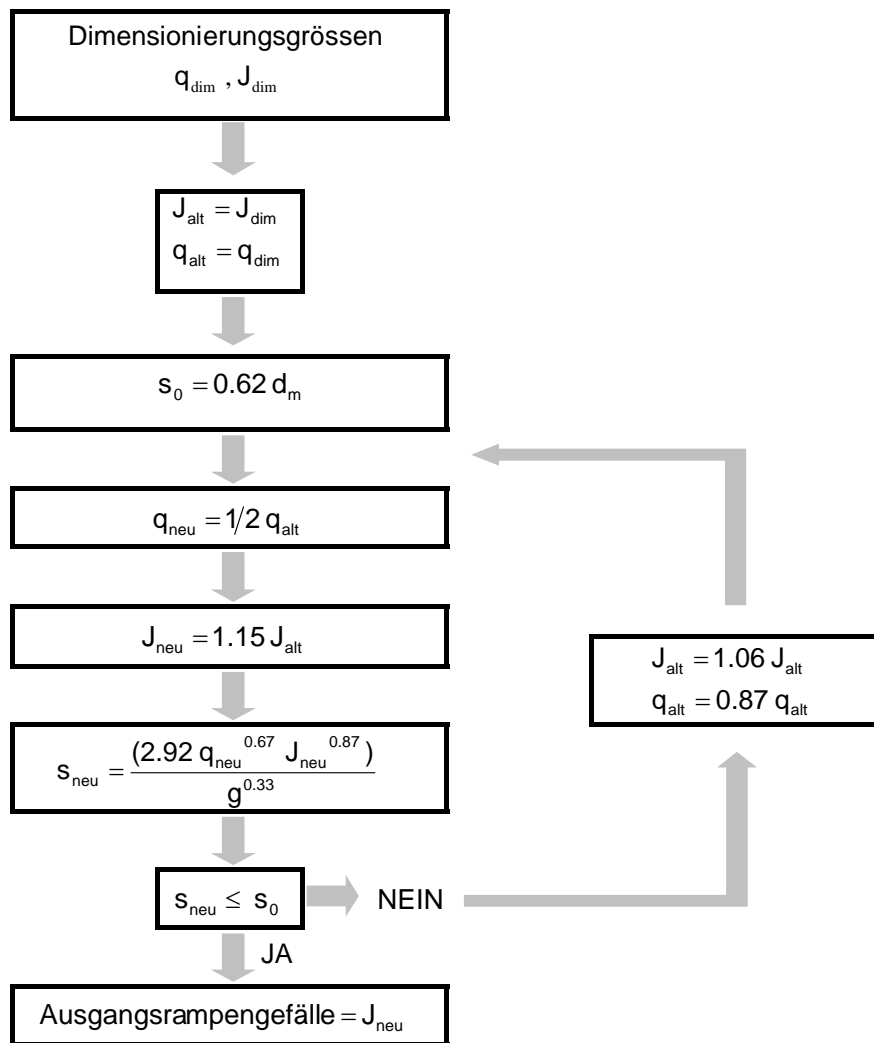 Dimensionierungsgrössen
q_dim , J_dim
J_alt = J_dim
q_alt = q_dim
s_0 = 0.62 d_m
q_neu = 1/2 q_alt
J_neu = 1.15 J_alt
s_neu = (2.92 q_neu^0.67 J_neu^0.87) / g^0.33
s_neu ≤ s_0
NEIN
JA
Ausgangsrampengefälle = J_neu
J_alt = 1.06 J_alt
q_alt = 0.87 q_alt